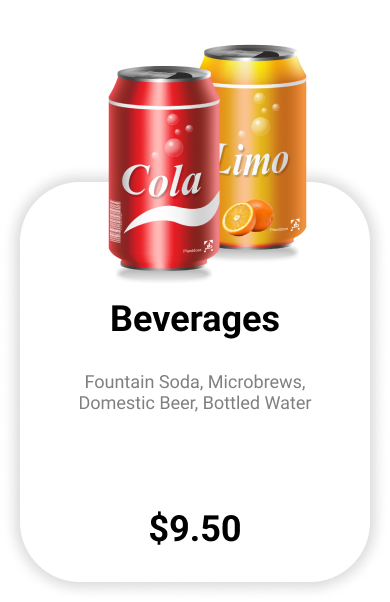 Cola
Limo
Beverages
Fountain Soda, Microbrews,
Domestic Beer, Bottled Water
$9.50